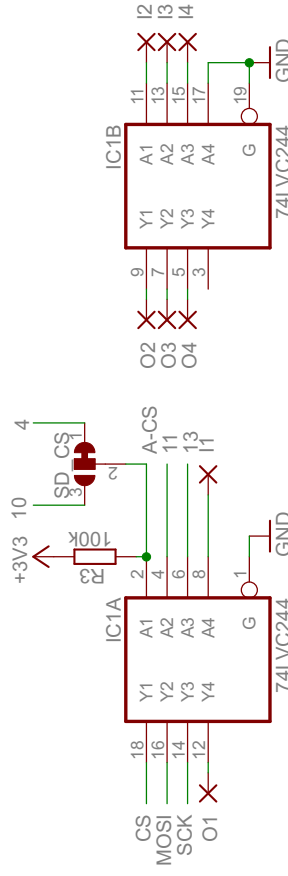 I2
I3
I4
11
13
15
17
19
GND
IC1B
A1
A2
A3
A4
G
Y1
Y2
Y3
Y4
74LVC244
9
7
5
3
O2
O3
O4
4
10
SD_CS
1
2
3
+3V3
R3
100k
A-CS
11
13
I1
2
4
6
8
1
GND
IC1A
A1
A2
A3
A4
G
Y1
Y2
Y3
Y4
74LVC244
18
16
14
12
CS
MOSI
SCK
O1